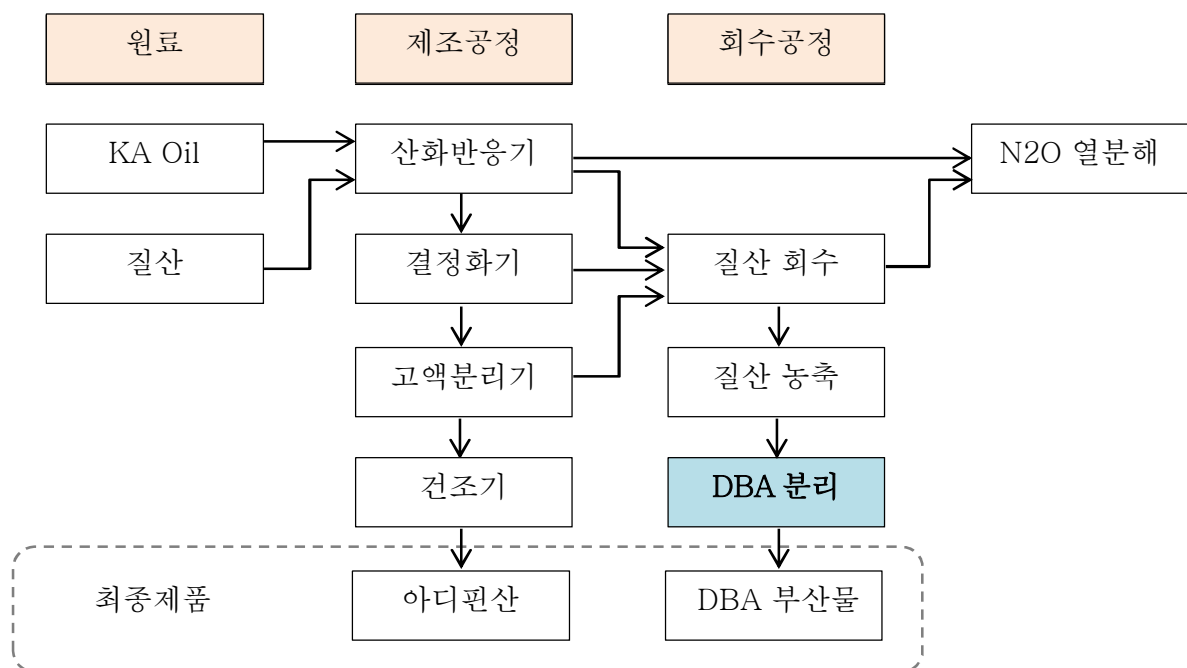 원료
제조공정
회수공정
KA Oil
산화반응기
N2O 열분해
질산
결정화기
질산 회수
고액분리기
질산 농축
건조기
DBA 분리
최종제품
아디핀산
DBA 부산물